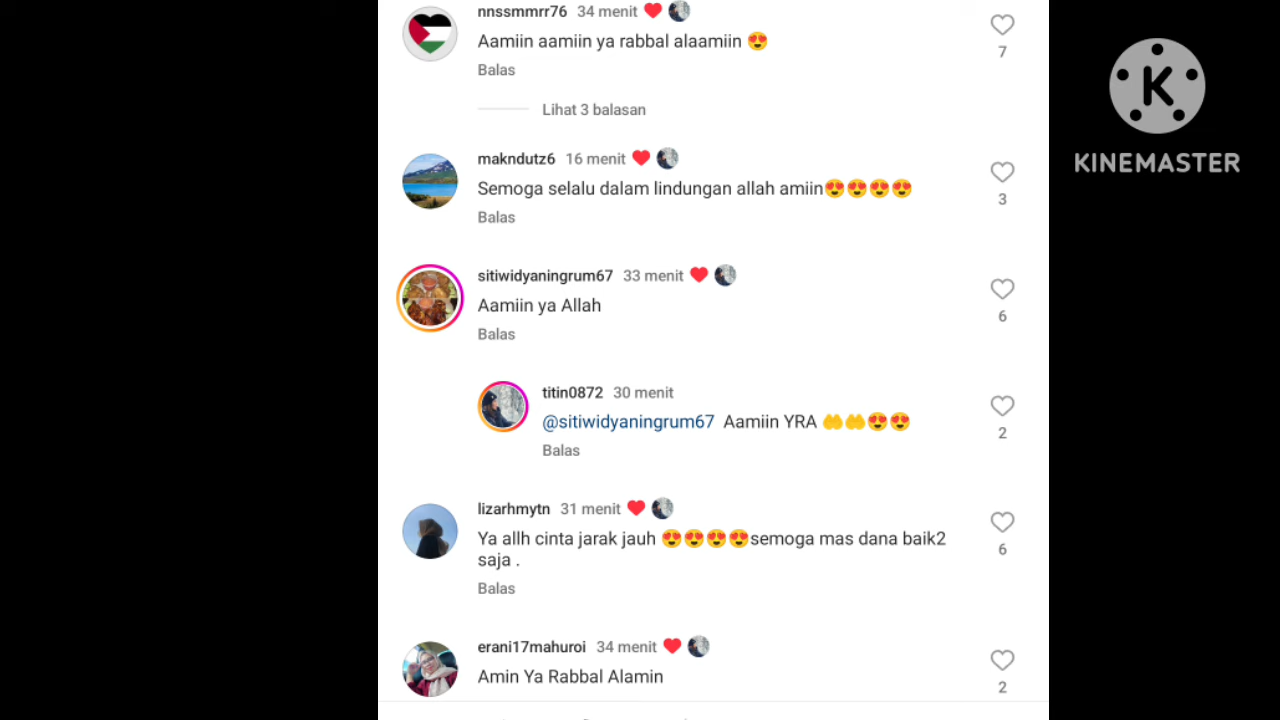 nnssmmrr76 34 menit
Aamiin aamiin ya rabbal alaamiin 😍
7
Balas
Lihat 3 balasan
K
KINEMASTER
makndutz6 16 menit
Semoga selalu dalam lindungan allah amiin😍😍😍😍
3
Balas
sitiwidyaningrum67 33 menit
Aamiin ya Allah
6
Balas
titin0872 30 menit
@sitiwidyaningrum67 Aamiin YRA 🤲🤲😍😍
2
Balas
lizarhmytn 31 menit
Ya allh cinta jarak jauh 😍😍😍😍semoga mas dana baik2
saja .
6
Balas
erani17mahuroi 34 menit
Amin Ya Rabbal Alamin
2